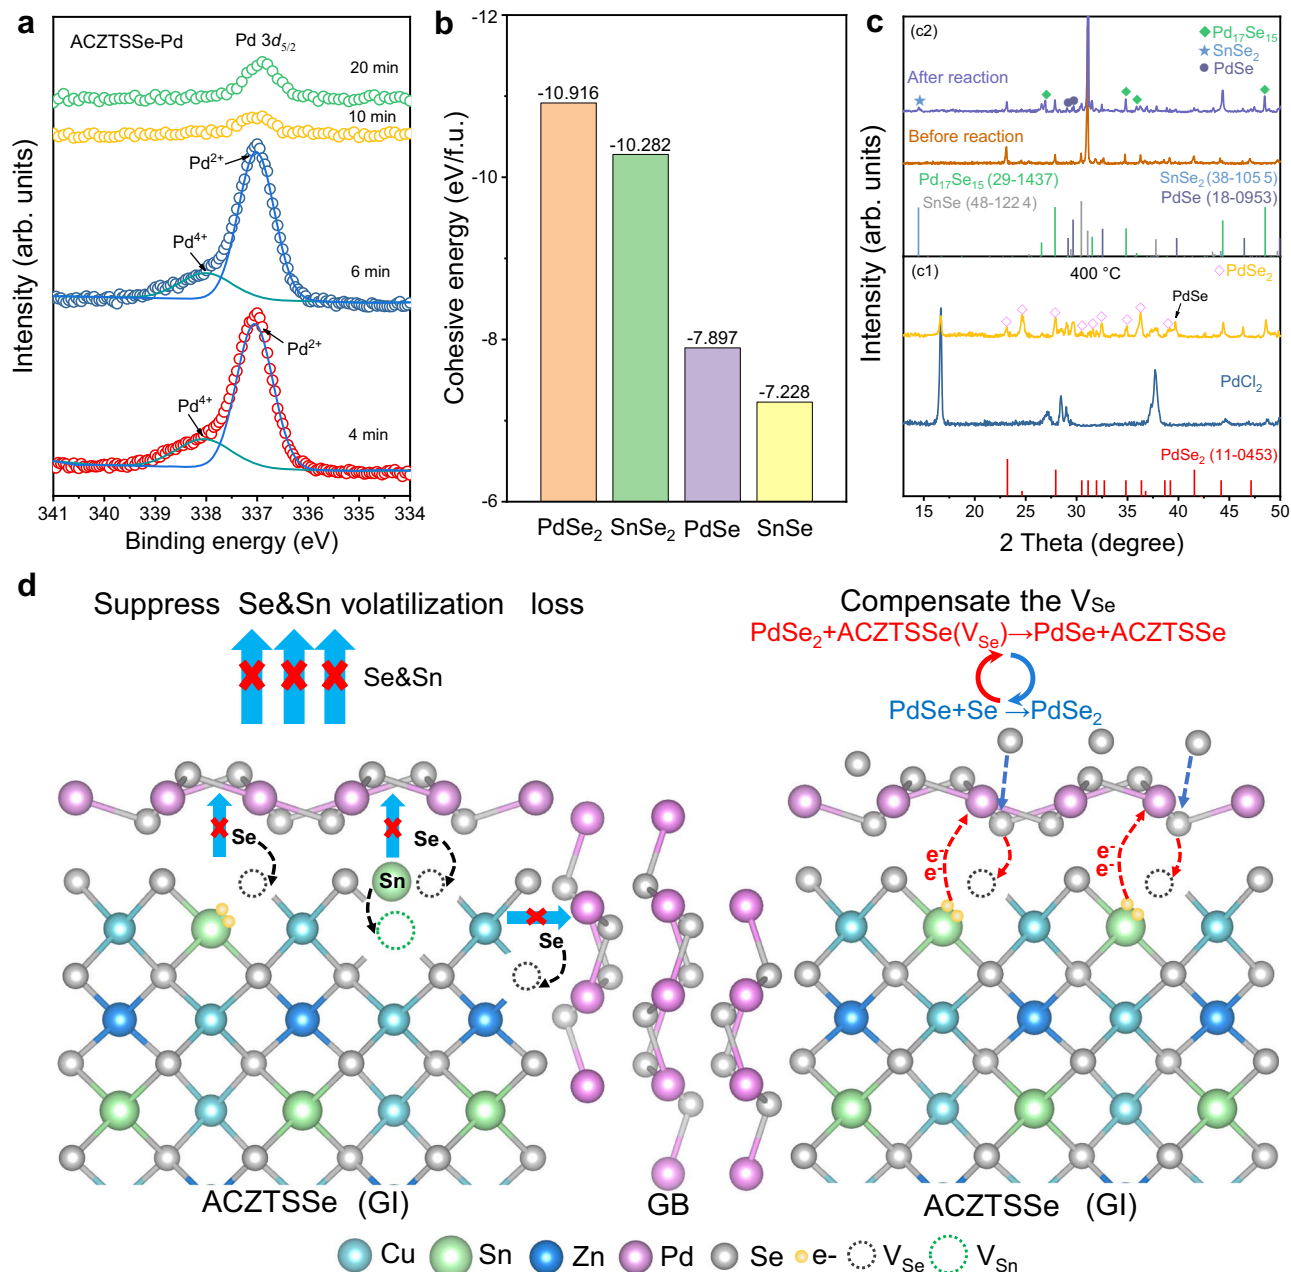 a
ACZTSSe-Pd
Pd 3d5/2
20 min
10 min
Pd2+
Pd4+
6 min
Pd2+
Pd4+
4 min
Intensity (arb. units)
341 340 339 338 337 336 335 334
Binding energy (eV)
b
-12
-10
-8
-6
Cohesive energy (eV/f.u.)
-10.916
-10.282
-7.897
-7.228
PdSe2 SnSe2 PdSe SnSe
c
(c2)
Pd17Se15
SnSe2
PdSe
After reaction
Before reaction
Pd17Se15 (29-1437)
SnSe2 (38-105 5)
SnSe (48-122 4)
PdSe (18-0953)
(c1)
400 °C
PdSe2
PdSe
PdCl2
PdSe2 (11-0453)
Intensity (arb. units)
15 20 25 30 35 40 45 50
2 Theta (degree)
d
Suppress Se&Sn volatilization loss
Se&Sn
Compensate the VSe
PdSe2+ACZTSSe(VSe)→PdSe+ACZTSSe
PdSe+Se →PdSe2
Se
Se
Sn
Se
e-
e-
e-
e-
ACZTSSe (GI)
GB
ACZTSSe (GI)
Cu Sn Zn Pd Se e- VSe VSn